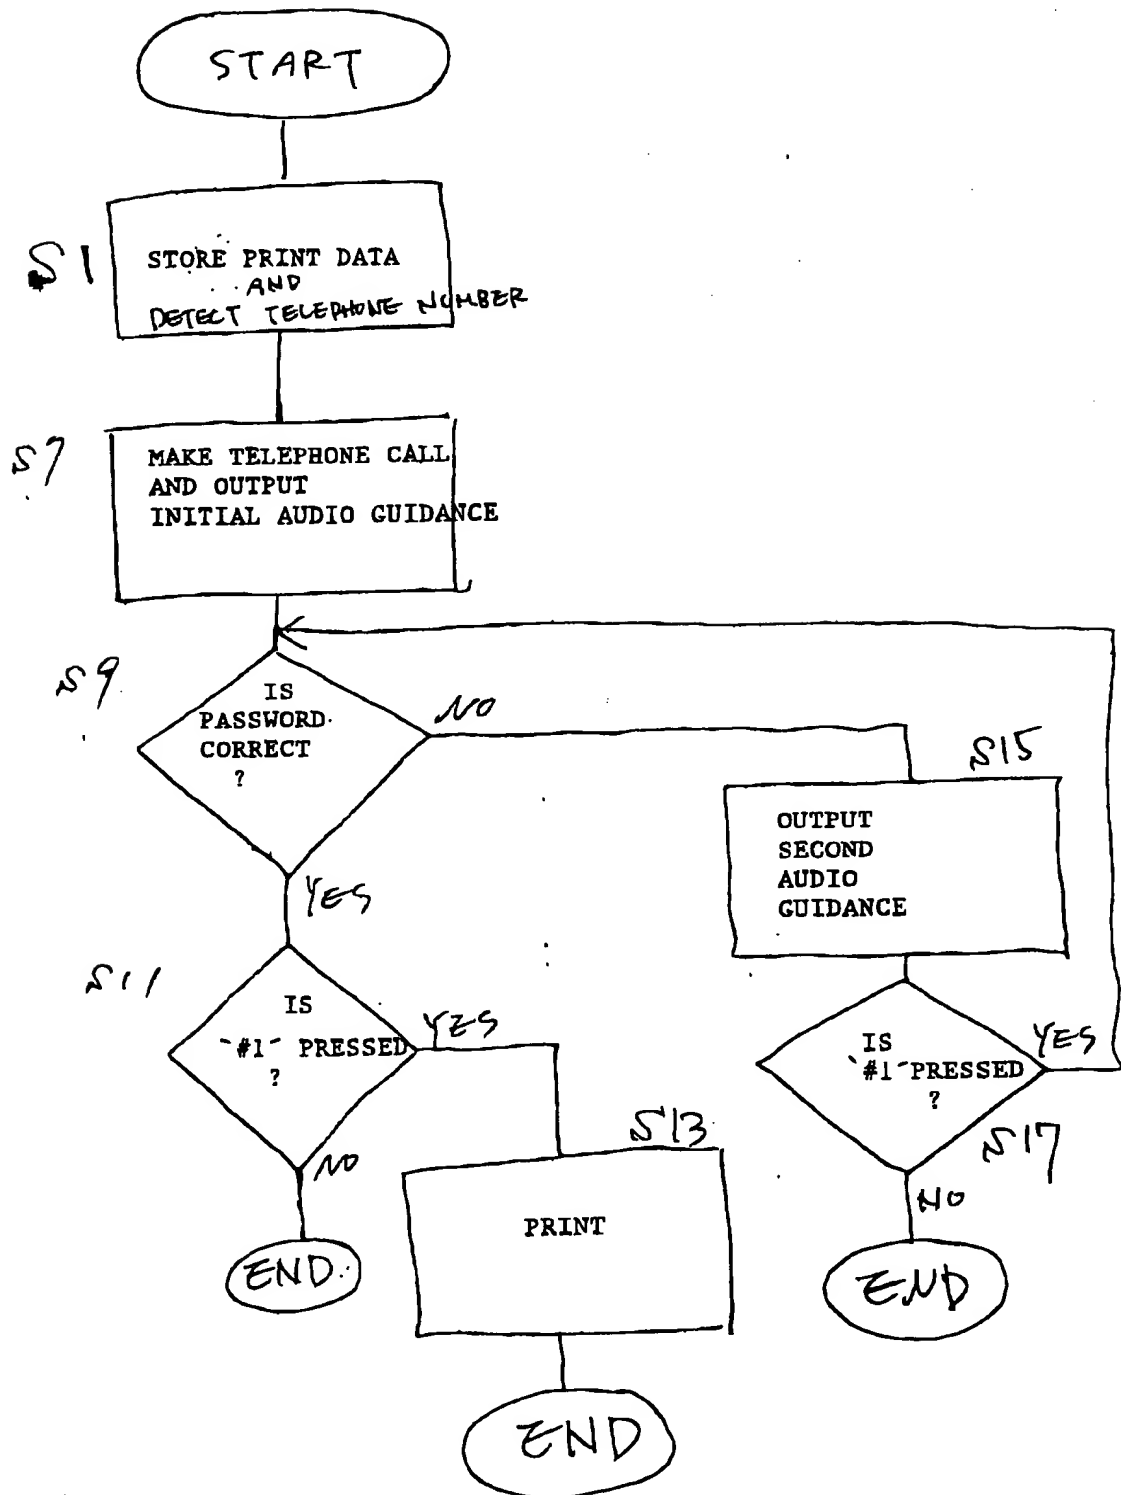 START
S1
STORE PRINT DATA
AND
DETECT TELEPHONE NUMBER
S7
MAKE TELEPHONE CALL
AND OUTPUT
INITIAL AUDIO GUIDANCE
S9
IS
PASSWORD
CORRECT
?
NO
YES
S15
OUTPUT
SECOND
AUDIO
GUIDANCE
S11
IS
"#1" PRESSED
?
YES
NO
END
S13
PRINT
END
IS
"#1" PRESSED
?
YES
S17
NO
END